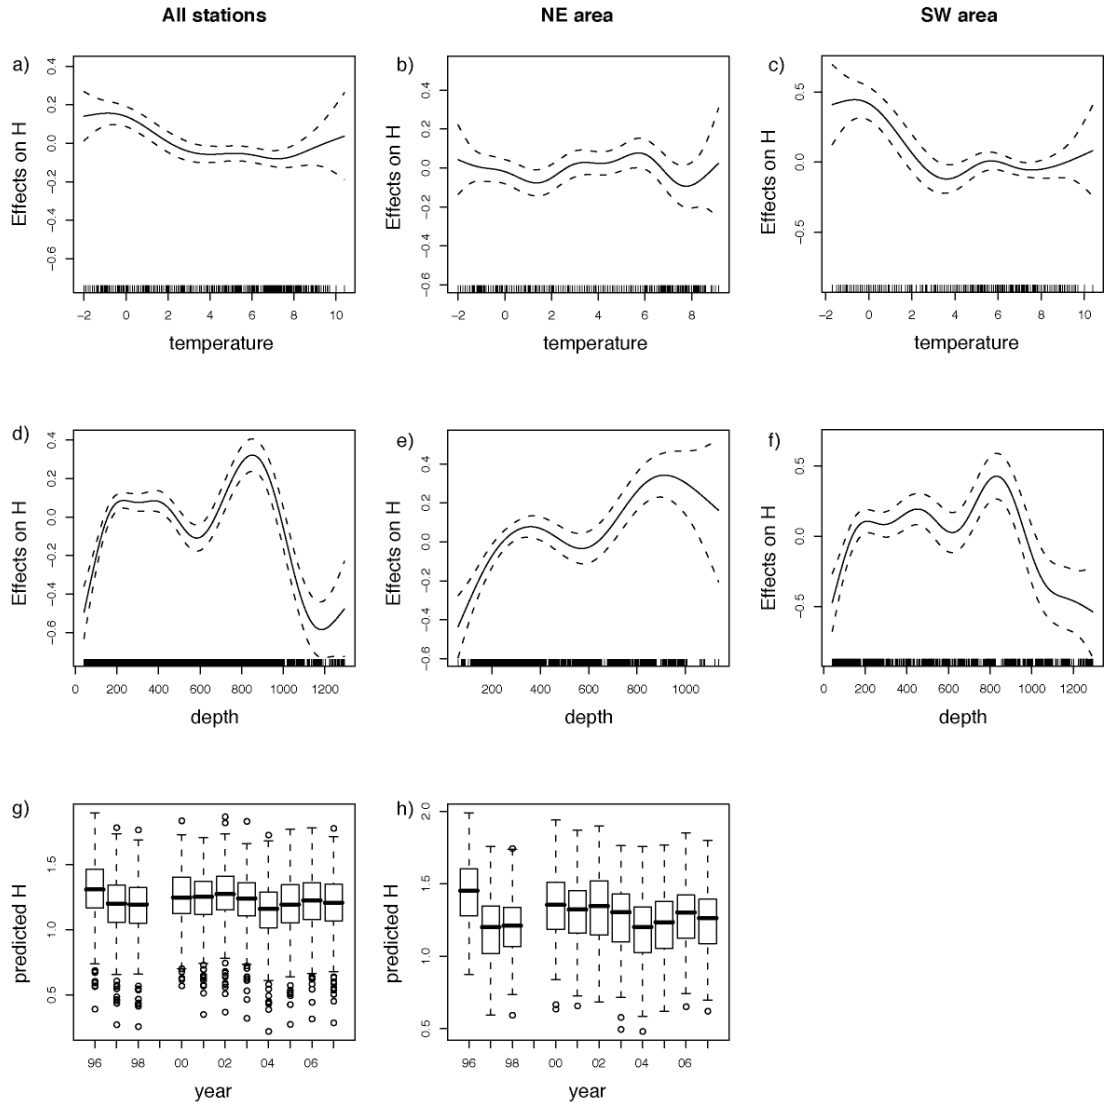 All stations NE area SW area
a) b) c)
Effects on H
0.4
0.2
0.0
−0.2
−0.4
−0.6
−2 0 2 4 6 8 10
temperature
Effects on H
0.4
0.2
0.0
−0.2
−0.4
−0.6
−2 0 2 4 6 8
temperature
Effects on H
0.5
0.0
−0.5
−2 0 2 4 6 8 10
temperature
d) e) f)
Effects on H
0.4
0.2
0.0
−0.2
−0.4
−0.6
0 200 400 600 800 1000 1200
depth
Effects on H
0.4
0.2
0.0
−0.2
−0.4
−0.6
200 400 600 800 1000
depth
Effects on H
0.5
0.0
−0.5
0 200 400 600 800 1000 1200
depth
g) h)
predicted H
1.5
1.0
0.5
96 98 00 02 04 06
year
predicted H
2.0
1.5
1.0
0.5
96 98 00 02 04 06
year